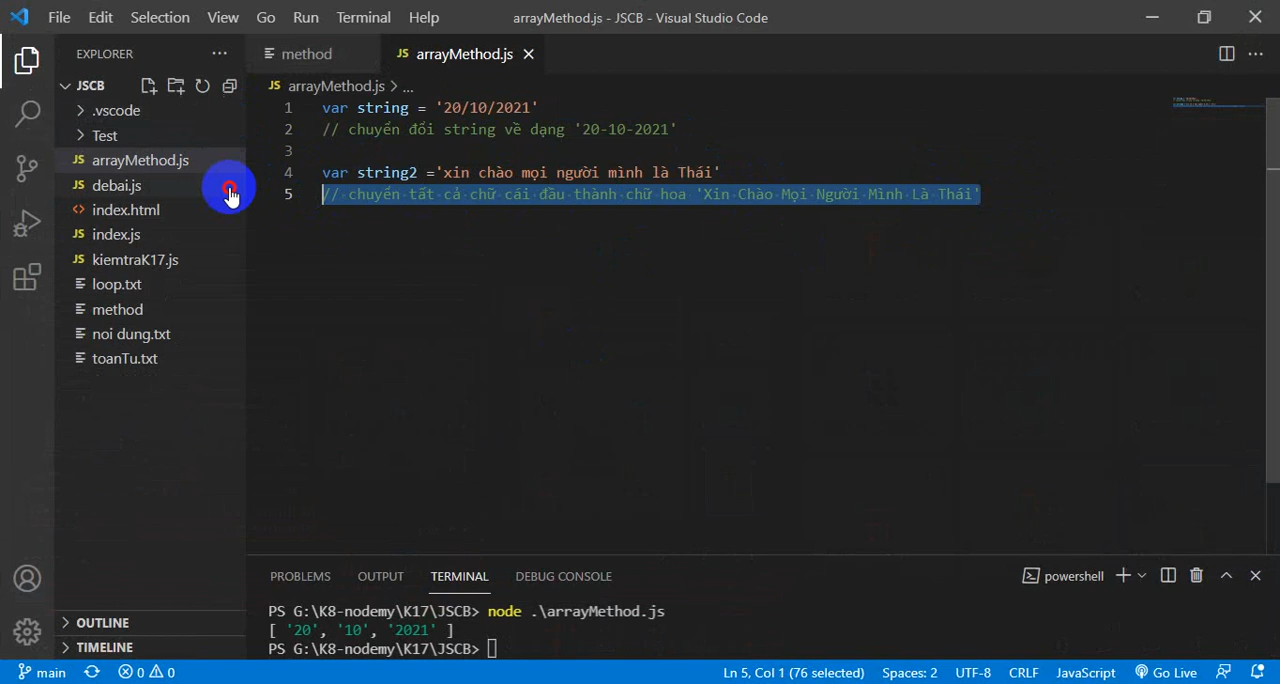 File Edit Selection View Go Run Terminal Help arrayMethod.js - JSCB - Visual Studio Code
EXPLORER
JSCB
.vscode
Test
JS arrayMethod.js
JS debai.js
<> index.html
JS index.js
JS kiemtraK17.js
loop.txt
method
noi dung.txt
toanTu.txt
OUTLINE
TIMELINE
method JS arrayMethod.js
JS arrayMethod.js > ...
1 var string = '20/10/2021'
2 // chuyển đổi string về dạng '20-10-2021'
3
4 var string2 ='xin chào mọi người mình là Thái'
5 // chuyển tất cả chữ cái đầu thành chữ hoa 'Xin Chào Mọi Người Mình Là Thái'
PROBLEMS OUTPUT TERMINAL DEBUG CONSOLE powershell
PS G:\K8-nodemy\K17\JSCB> node .\arrayMethod.js
[ '20', '10', '2021' ]
PS G:\K8-nodemy\K17\JSCB>
main 0 0 Ln 5, Col 1 (76 selected) Spaces: 2 UTF-8 CRLF JavaScript Go Live